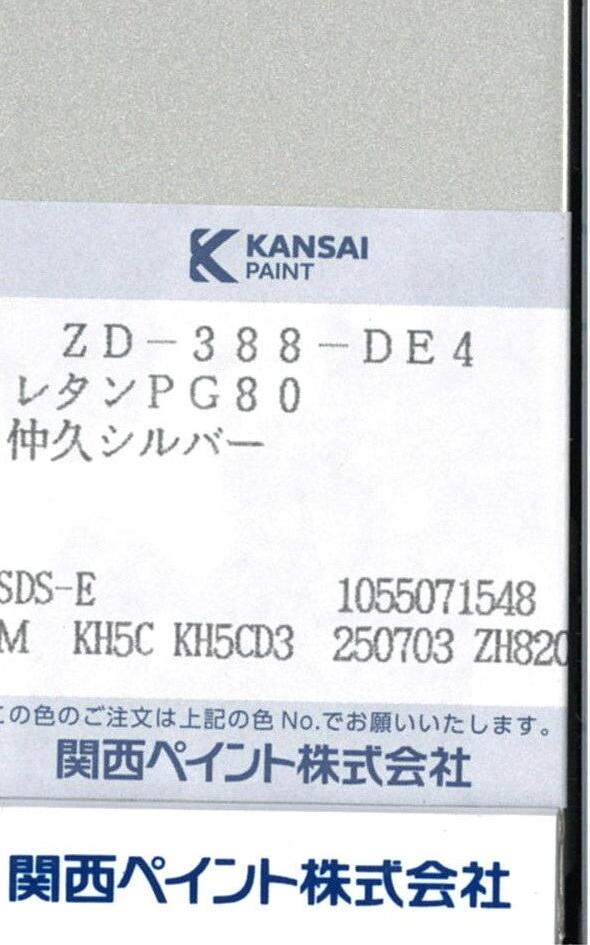 KANSAI
PAINT
ZD-388-DE4
レタンPG80
仲久シルバー
SDS-E 1055071548
M KH5C KH5CD3 250703 ZH820
この色のご注文は上記の色No.でお願いいたします。
関西ペイント株式会社
関西ペイント株式会社